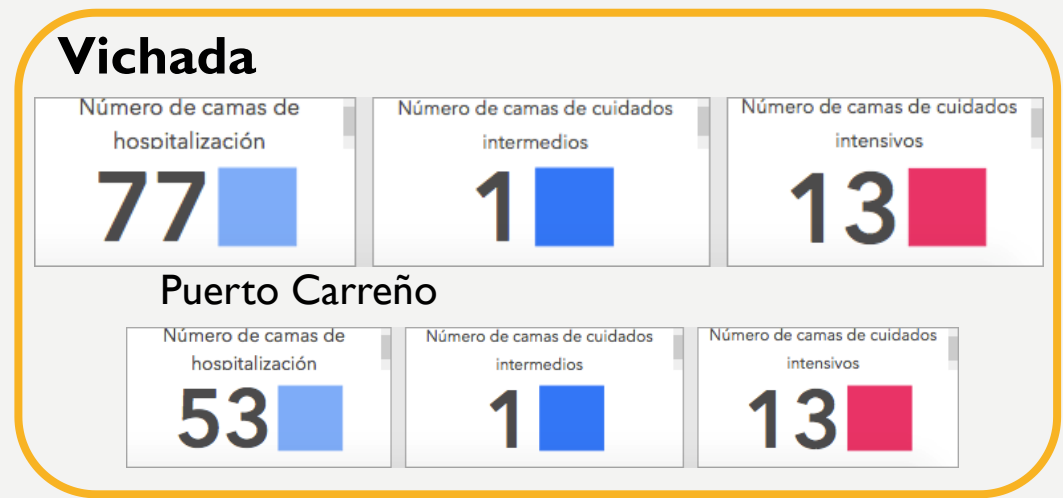 Vichada
Número de camas de
hospitalización
77
Número de camas de cuidados
intermedios
1
Número de camas de cuidados
intensivos
13
Puerto Carreño
Número de camas de
hospitalización
53
Número de camas de cuidados
intermedios
1
Número de camas de cuidados
intensivos
13